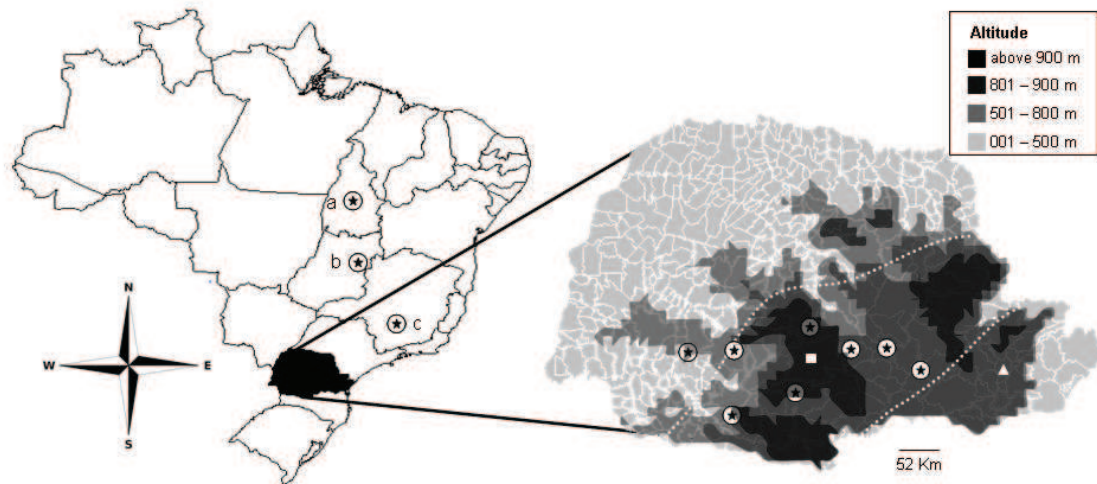 Altitude
above 900 m
801 – 900 m
501 – 800 m
001 – 500 m
a
b
c
N
W
E
S
52 Km